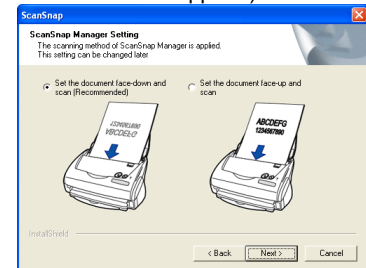 ScanSnap
ScanSnap Manager Setting
The scanning method of ScanSnap Manager is applied.
This setting can be changed later
Set the document face-down and
scan (Recommended)
Set the document face-up and
scan
1234567890
ABCDEFG
ABCDEFG
1234567890
InstallShield
< Back
Next >
Cancel